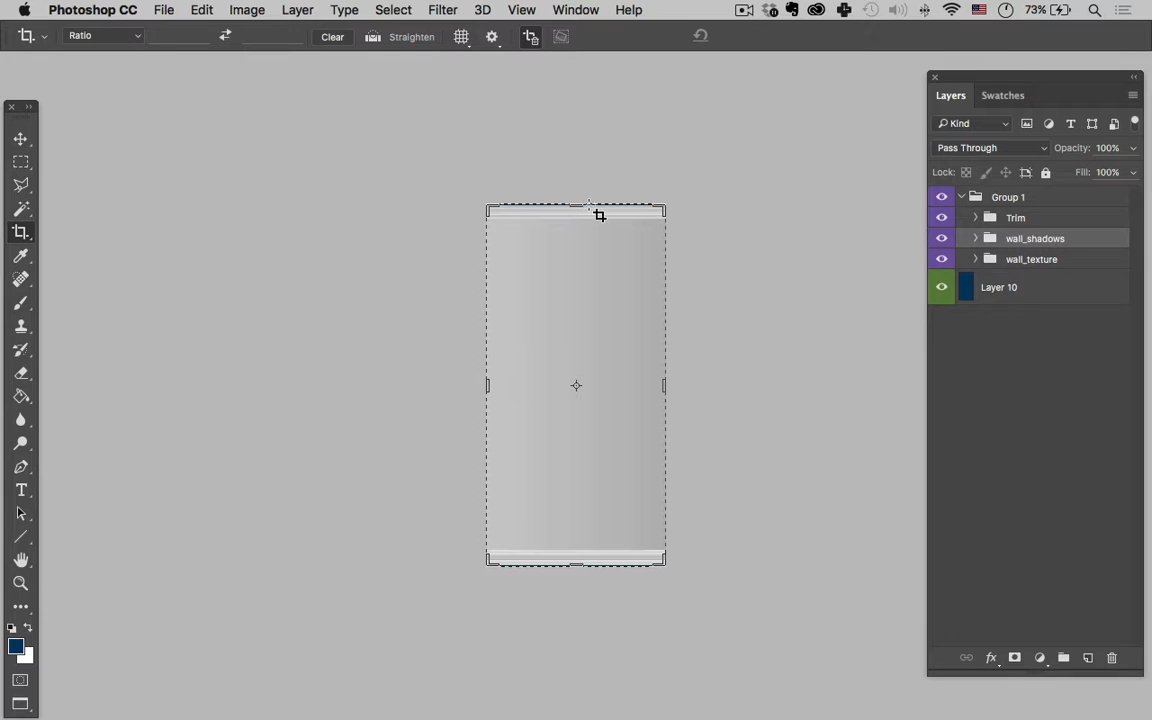 Photoshop CC File Edit Image Layer Type Select Filter 3D View Window Help 73%
Ratio Clear Straighten
Layers Swatches
Kind
Pass Through Opacity: 100%
Lock: Fill: 100%
Group 1
Trim
wall_shadows
wall_texture
Layer 10
fx